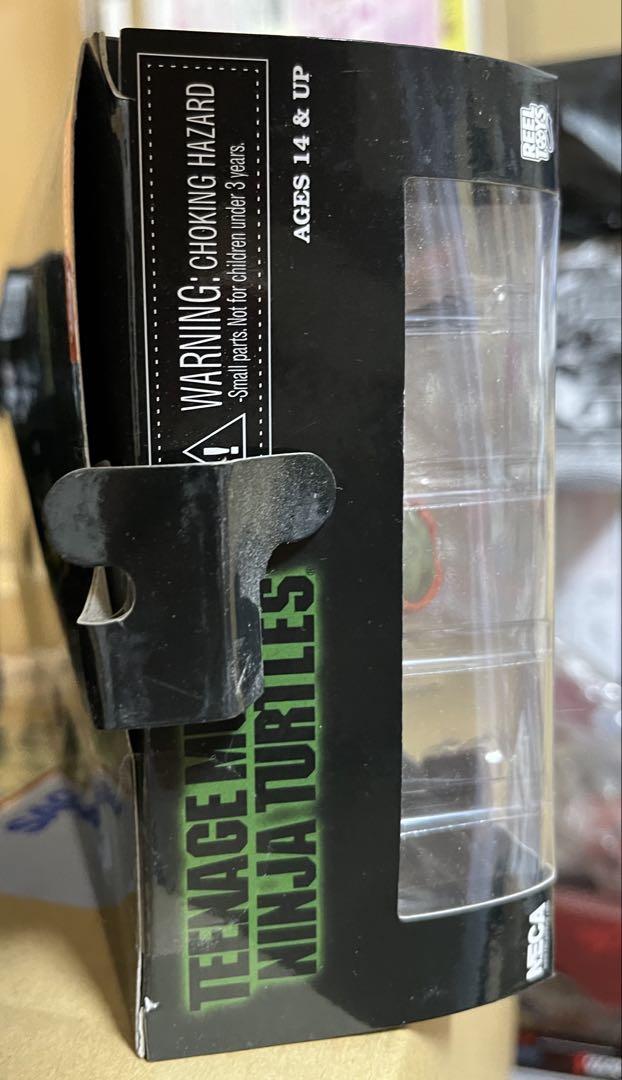 WARNING: CHOKING HAZARD
-Small parts. Not for children under 3 years.
AGES 14 & UP
REEL
TOYS
TEENAGE
NINJA TURTLES
NECA